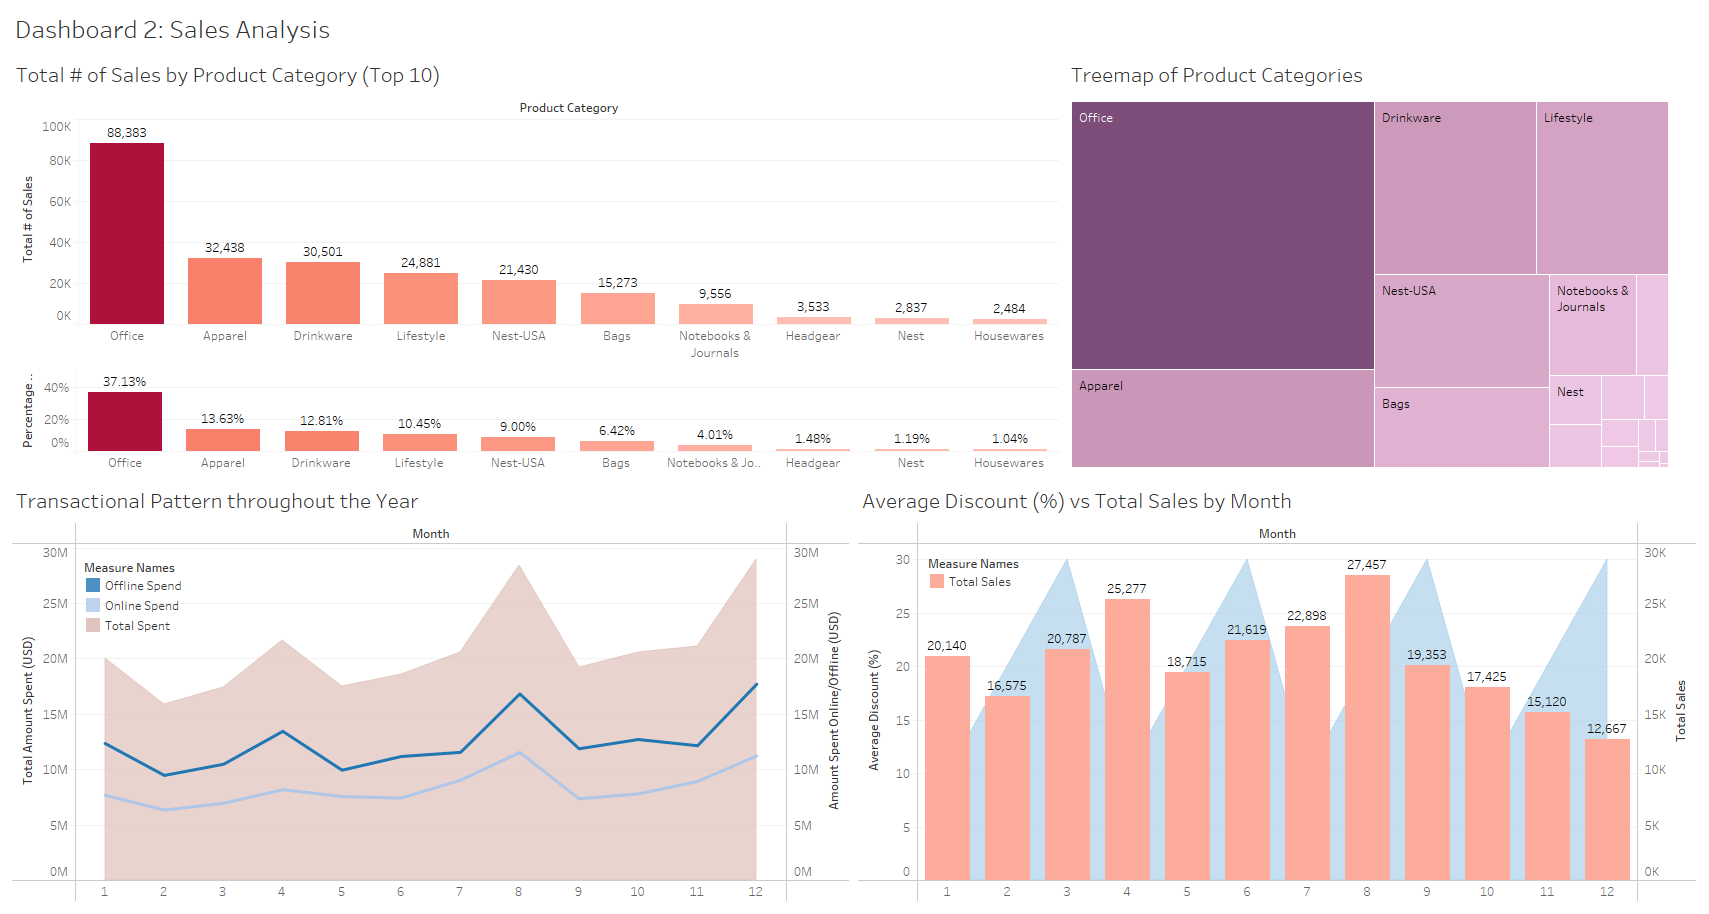 Dashboard 2: Sales Analysis
Total # of Sales by Product Category (Top 10)
Product Category
Total # of Sales
100K
80K
60K
40K
20K
0K
88,383
32,438
30,501
24,881
21,430
15,273
9,556
3,533
2,837
2,484
Office
Apparel
Drinkware
Lifestyle
Nest-USA
Bags
Notebooks &
Journals
Headgear
Nest
Housewares
Percentage ..
40%
20%
0%
37.13%
13.63%
12.81%
10.45%
9.00%
6.42%
4.01%
1.48%
1.19%
1.04%
Office
Apparel
Drinkware
Lifestyle
Nest-USA
Bags
Notebooks & Jo..
Headgear
Nest
Housewares
Treemap of Product Categories
Office
Drinkware
Lifestyle
Nest-USA
Notebooks &
Journals
Apparel
Nest
Bags
Transactional Pattern throughout the Year
Month
Total Amount Spent (USD)
30M
25M
20M
15M
10M
5M
0M
Measure Names
Offline Spend
Online Spend
Total Spent
1
2
3
4
5
6
7
8
9
10
11
12
30M
25M
20M
15M
10M
5M
0M
Amount Spent Online/Offline (USD)
Average Discount (%) vs Total Sales by Month
Month
Average Discount (%)
30
25
20
15
10
5
0
Measure Names
Total Sales
20,140
16,575
20,787
25,277
18,715
21,619
22,898
27,457
19,353
17,425
15,120
12,667
1
2
3
4
5
6
7
8
9
10
11
12
30K
25K
20K
15K
10K
5K
0K
Total Sales